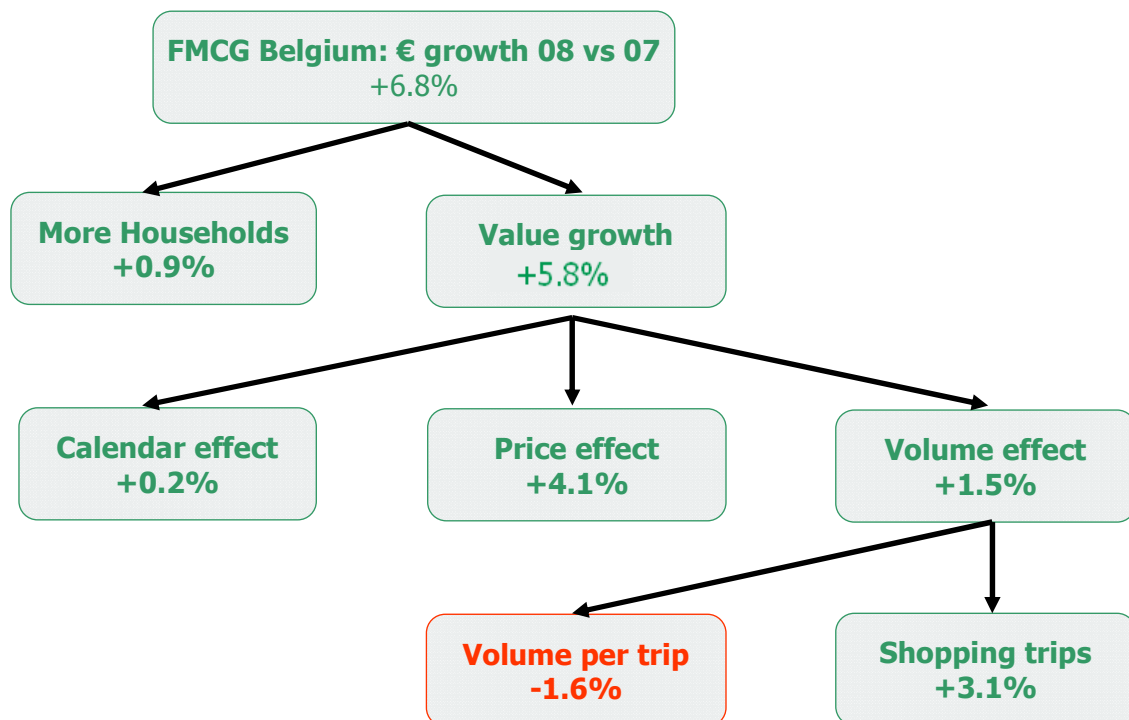 FMCG Belgium: € growth 08 vs 07
+6.8%
More Households
+0.9%
Value growth
+5.8%
Calendar effect
+0.2%
Price effect
+4.1%
Volume effect
+1.5%
Volume per trip
-1.6%
Shopping trips
+3.1%